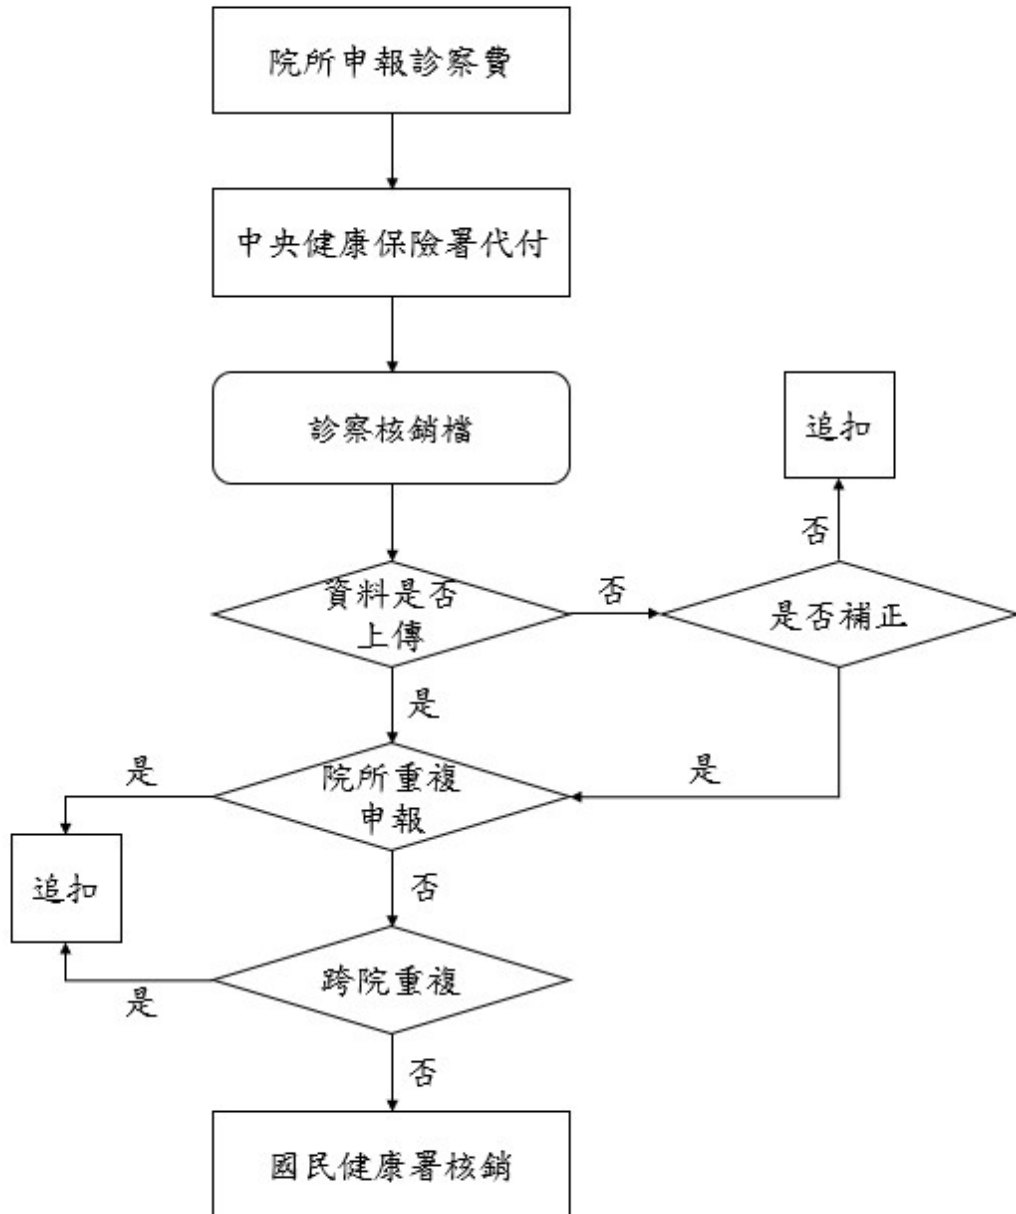 院所申報診察費
中央健康保險署代付
診察核銷檔
追扣
否
資料是否
上傳
否
是否補正
是
院所重複
申報
是
是
追扣
否
跨院重複
是
否
國民健康署核銷